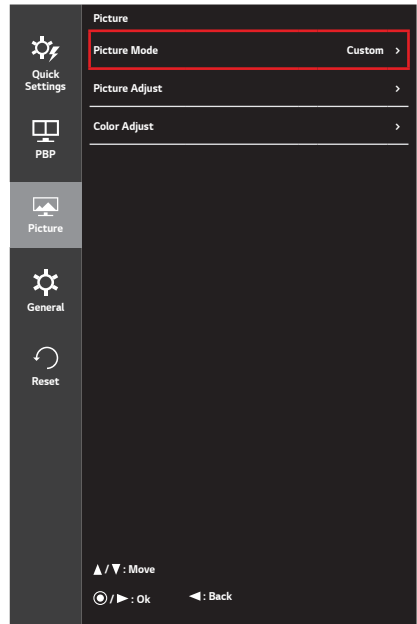 Picture
Picture Mode Custom >
Picture Adjust >
Color Adjust >
Quick
Settings
PBP
Picture
General
Reset
▲/▼: Move
◉/►: Ok ◄: Back